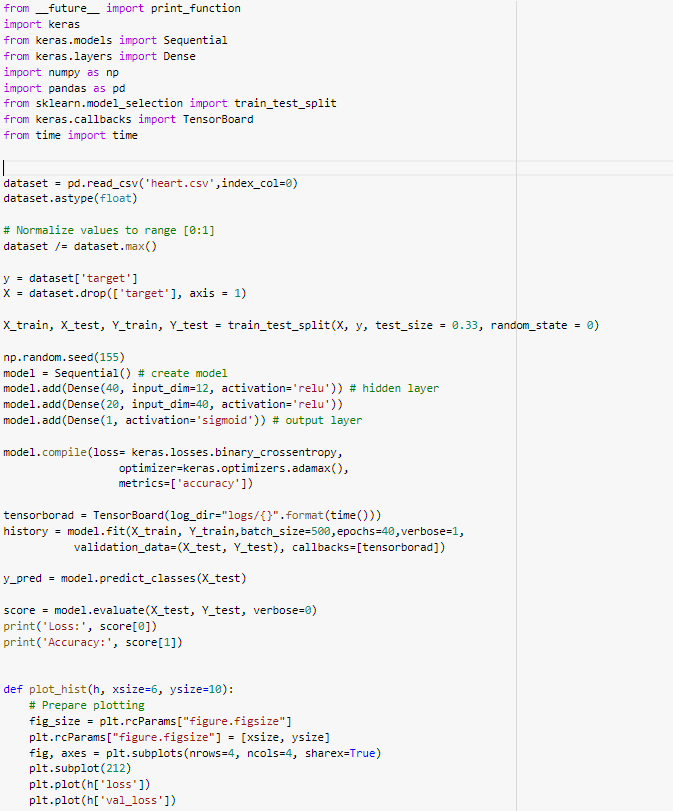 from __future__ import print_function
import keras
from keras.models import Sequential
from keras.layers import Dense
import numpy as np
import pandas as pd
from sklearn.model_selection import train_test_split
from keras.callbacks import TensorBoard
from time import time
dataset = pd.read_csv('heart.csv',index_col=0)
dataset.astype(float)
# Normalize values to range [0:1]
dataset /= dataset.max()
y = dataset['target']
X = dataset.drop(['target'], axis = 1)
X_train, X_test, Y_train, Y_test = train_test_split(X, y, test_size = 0.33, random_state = 0)
np.random.seed(155)
model = Sequential() # create model
model.add(Dense(40, input_dim=12, activation='relu')) # hidden layer
model.add(Dense(20, input_dim=40, activation='relu'))
model.add(Dense(1, activation='sigmoid')) # output layer
model.compile(loss= keras.losses.binary_crossentropy,
optimizer=keras.optimizers.adamax(),
metrics=['accuracy'])
tensorborad = TensorBoard(log_dir="logs/{}".format(time()))
history = model.fit(X_train, Y_train,batch_size=500,epochs=40,verbose=1,
validation_data=(X_test, Y_test), callbacks=[tensorborad])
y_pred = model.predict_classes(X_test)
score = model.evaluate(X_test, Y_test, verbose=0)
print('Loss:', score[0])
print('Accuracy:', score[1])
def plot_hist(h, xsize=6, ysize=10):
# Prepare plotting
fig_size = plt.rcParams["figure.figsize"]
plt.rcParams["figure.figsize"] = [xsize, ysize]
fig, axes = plt.subplots(nrows=4, ncols=4, sharex=True)
plt.subplot(212)
plt.plot(h['loss'])
plt.plot(h['val_loss'])